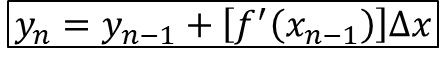 yₙ = yₙ₋₁ + [f′(xₙ₋₁)]Δx